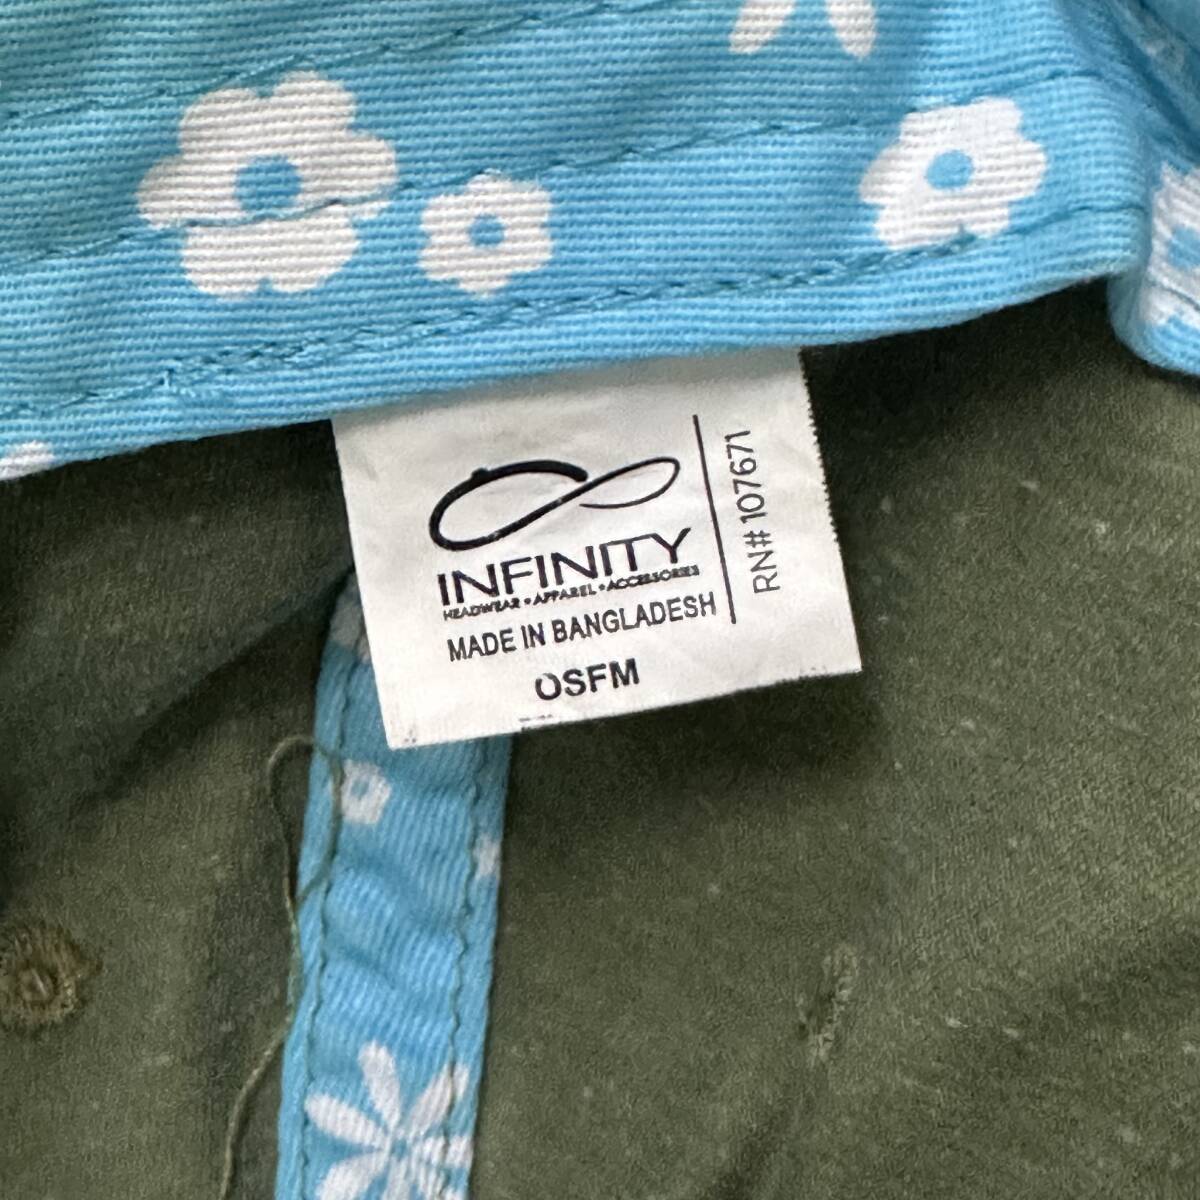 INFINITY
HEADWEAR • APPAREL • ACCESSORIES
MADE IN BANGLADESH
OSFM
RN# 107671